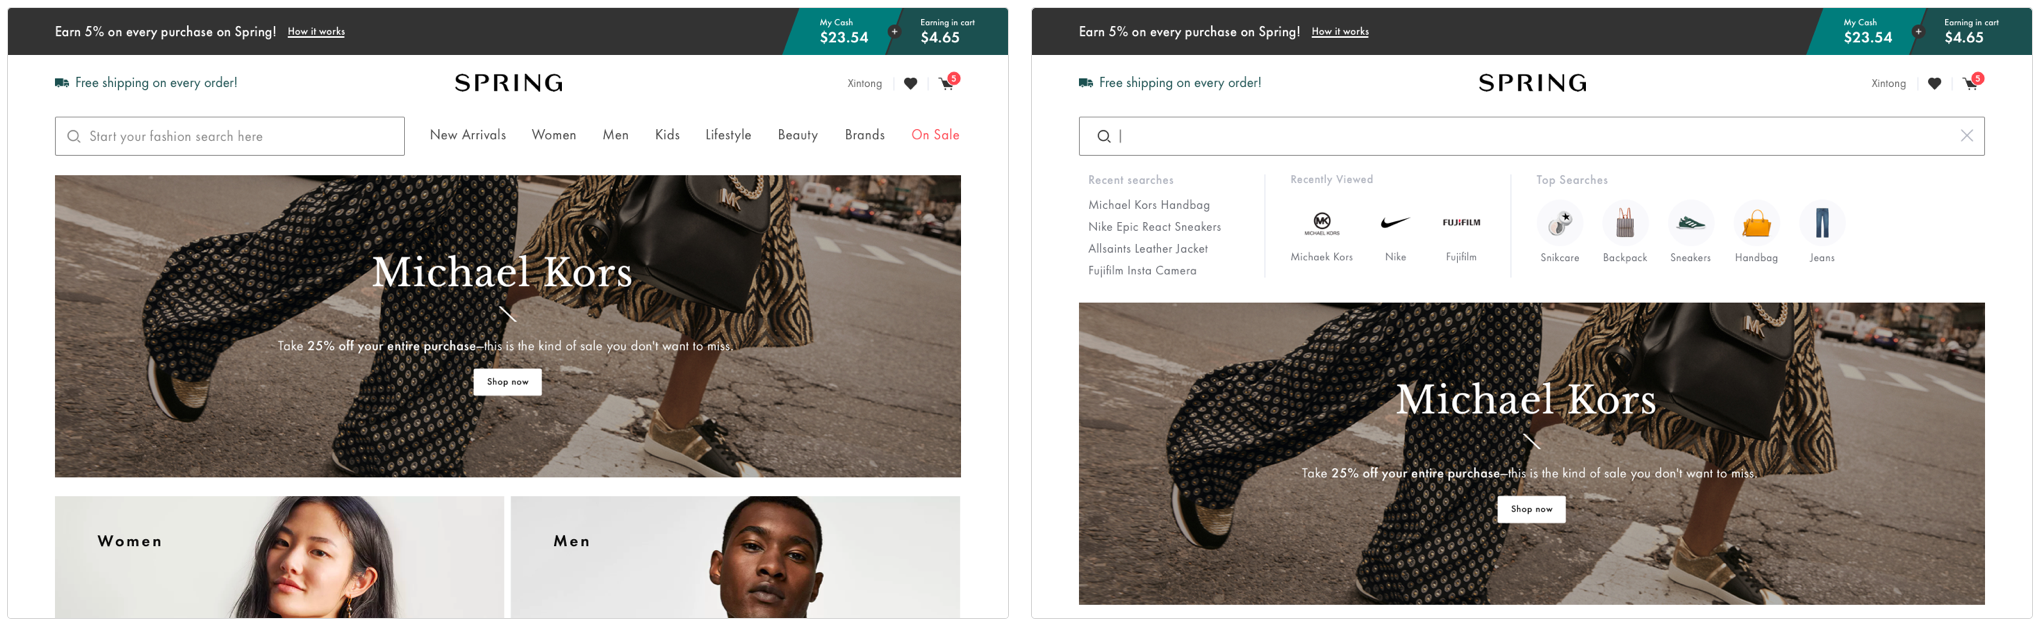 Earn 5% on every purchase on Spring! How it works
My Cash
$23.54
+
Earning in cart
$4.65
Free shipping on every order!
SPRING
Xintong
5
Start your fashion search here
New Arrivals Women Men Kids Lifestyle Beauty Brands On Sale
MK
Michael Kors
Take 25% off your entire purchase—this is the kind of sale you don't want to miss.
Shop now
Women
Men
Earn 5% on every purchase on Spring! How it works
My Cash
$23.54
+
Earning in cart
$4.65
Free shipping on every order!
SPRING
Xintong
5
Recent searches
Michael Kors Handbag
Nike Epic React Sneakers
Allsaints Leather Jacket
Fujifilm Insta Camera
Recently Viewed
MK
MICHAEL KORS
FUJIFILM
Michaek Kors Nike Fujifilm
Top Searches
Snikcare Backpack Sneakers Handbag Jeans
MK
Michael Kors
Take 25% off your entire purchase—this is the kind of sale you don't want to miss.
Shop now